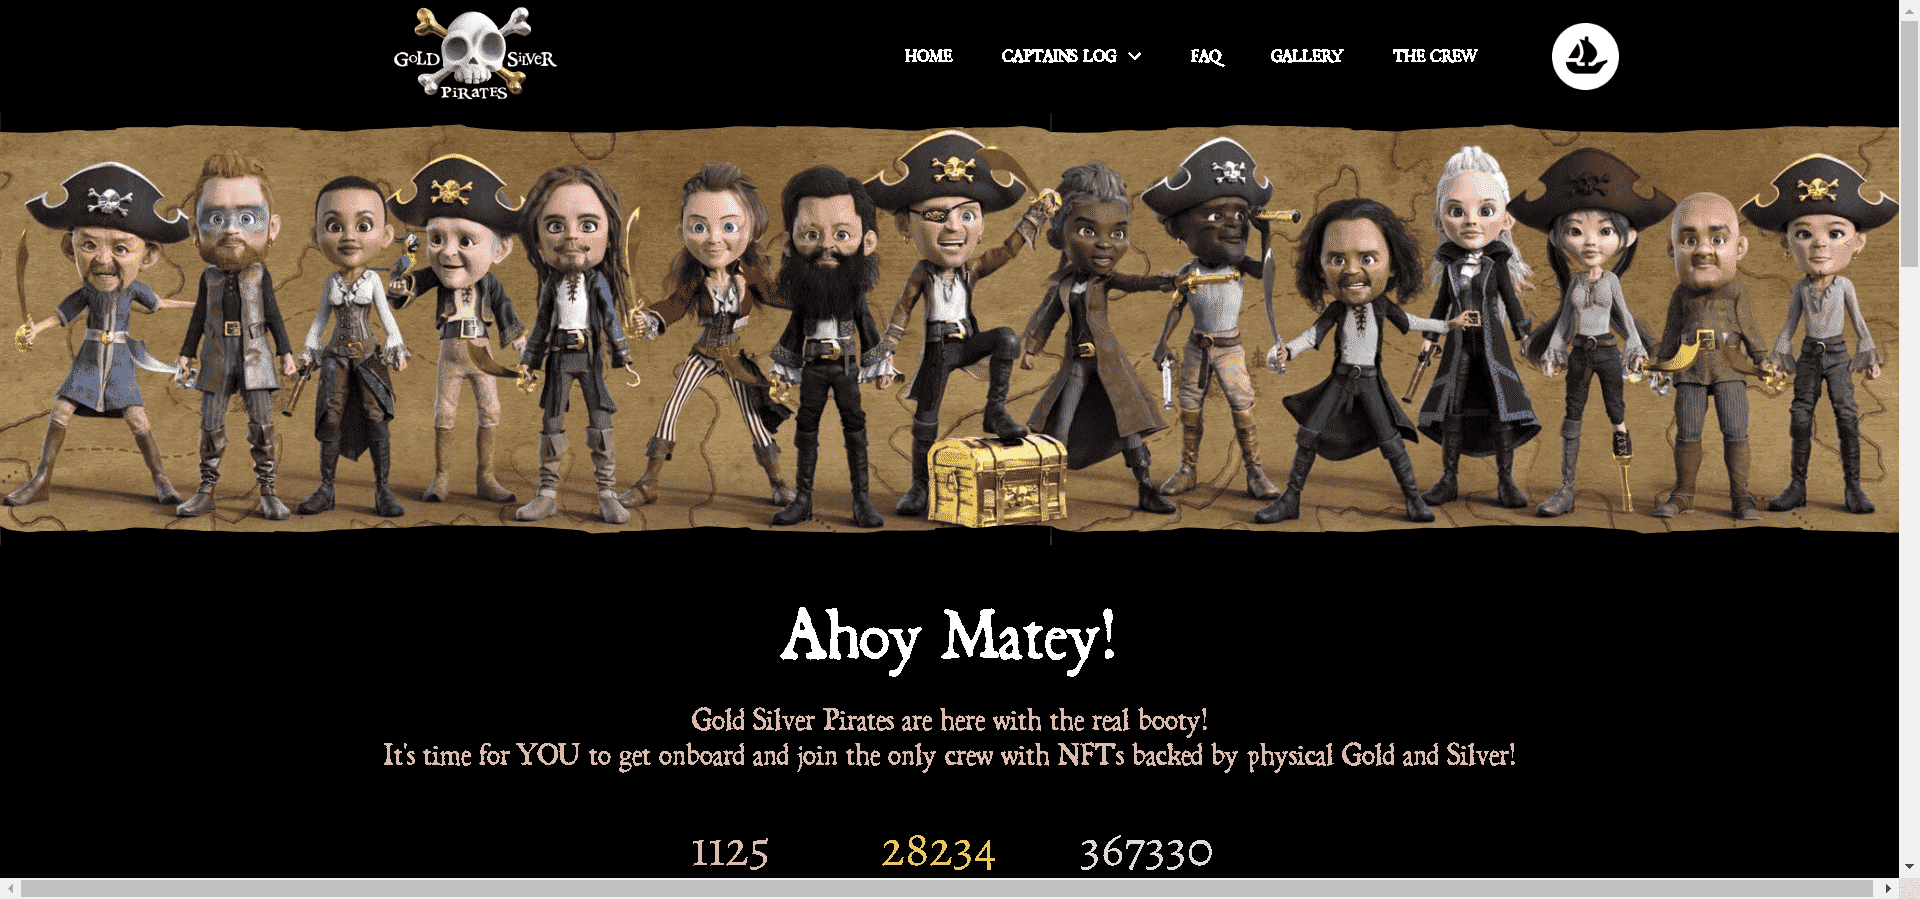 GOLD SILVER
PIRATES
HOME CAPTAINS LOG FAQ GALLERY THE CREW
Ahoy Matey!
Gold Silver Pirates are here with the real booty!
It's time for YOU to get onboard and join the only crew with NFT's backed by physical Gold and Silver!
1125 28234 367330